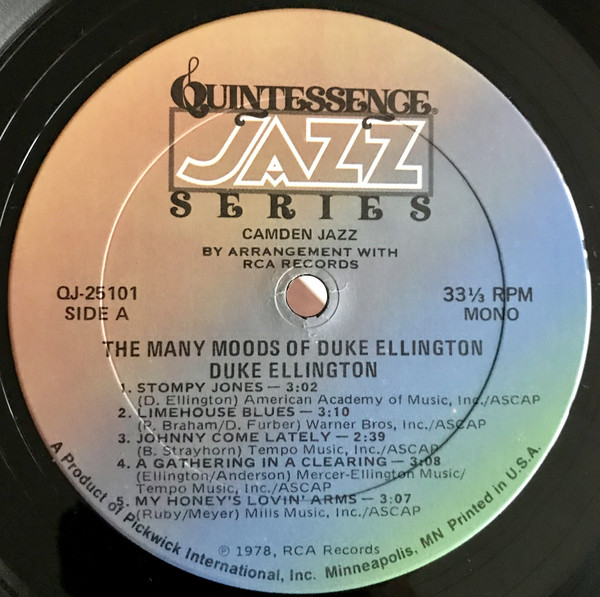 QUINTESSENCE®
JAZZ
SERIES
CAMDEN JAZZ
BY ARRANGEMENT WITH
RCA RECORDS
QJ-25101
SIDE A
33⅓ RPM
MONO
THE MANY MOODS OF DUKE ELLINGTON
DUKE ELLINGTON
1. STOMPY JONES — 3:02
(D. Ellington) American Academy of Music, Inc./ASCAP
2. LIMEHOUSE BLUES — 3:10
(P. Braham/D. Furber) Warner Bros, Inc./ASCAP
3. JOHNNY COME LATELY — 2:39
(B. Strayhorn) Tempo Music, Inc./ASCAP
4. A GATHERING IN A CLEARING — 3:08
(Ellington/Anderson) Mercer-Ellington Music/
Tempo Music, Inc./ASCAP
5. MY HONEY'S LOVIN' ARMS — 3:07
(Ruby/Meyer) Mills Music, Inc./ASCAP
℗ 1978, RCA Records
A Product of Pickwick International, Inc. Minneapolis, MN Printed in U.S.A.